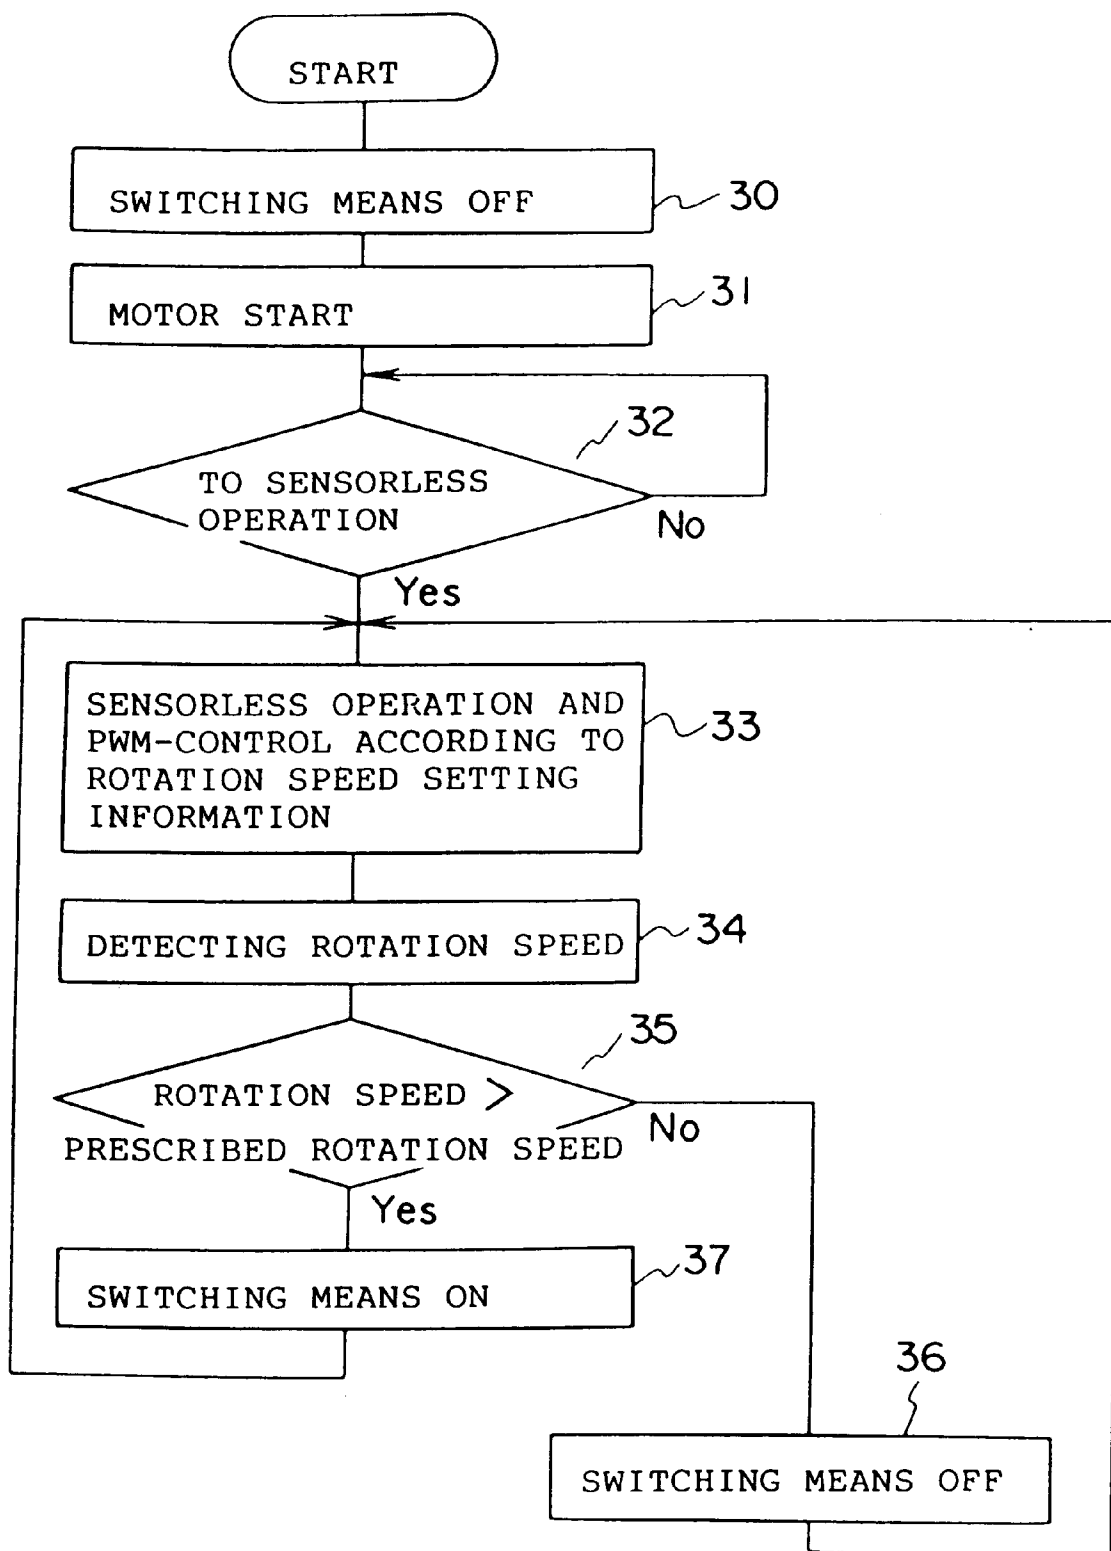 START
SWITCHING MEANS OFF
30
MOTOR START
31
32
TO SENSORLESS
OPERATION
No
Yes
SENSORLESS OPERATION AND
PWM-CONTROL ACCORDING TO
ROTATION SPEED SETTING
INFORMATION
33
DETECTING ROTATION SPEED
34
35
ROTATION SPEED >
PRESCRIBED ROTATION SPEED
No
Yes
37
SWITCHING MEANS ON
36
SWITCHING MEANS OFF